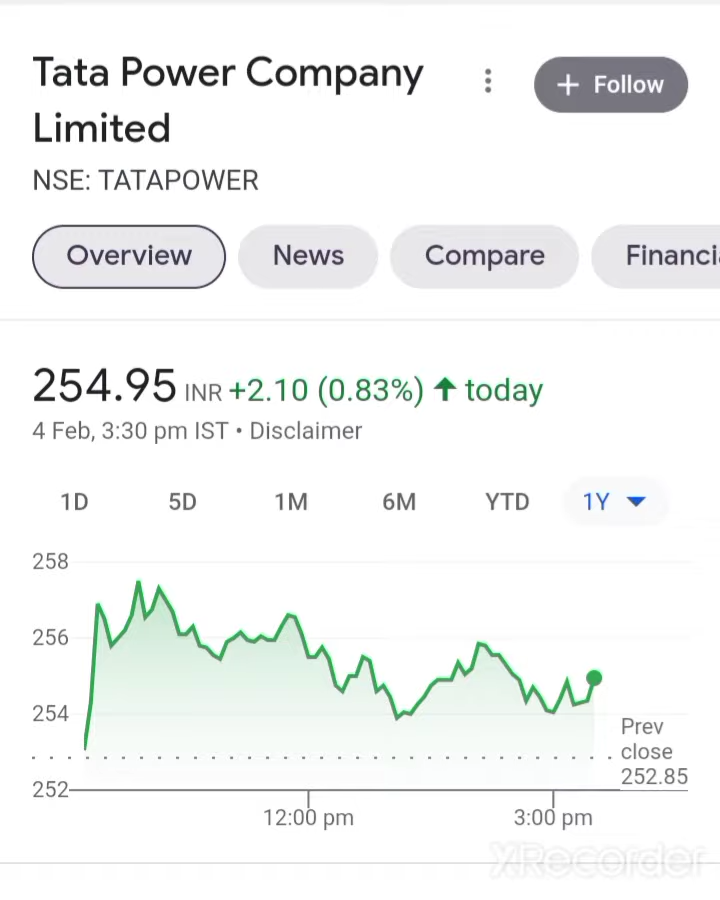 Tata Power Company
Limited
+ Follow
NSE: TATAPOWER
Overview
News
Compare
Financi
254.95 INR +2.10 (0.83%) ↑ today
4 Feb, 3:30 pm IST • Disclaimer
1D
5D
1M
6M
YTD
1Y
258
256
254
252
Prev
close
252.85
12:00 pm
3:00 pm
XRecorder